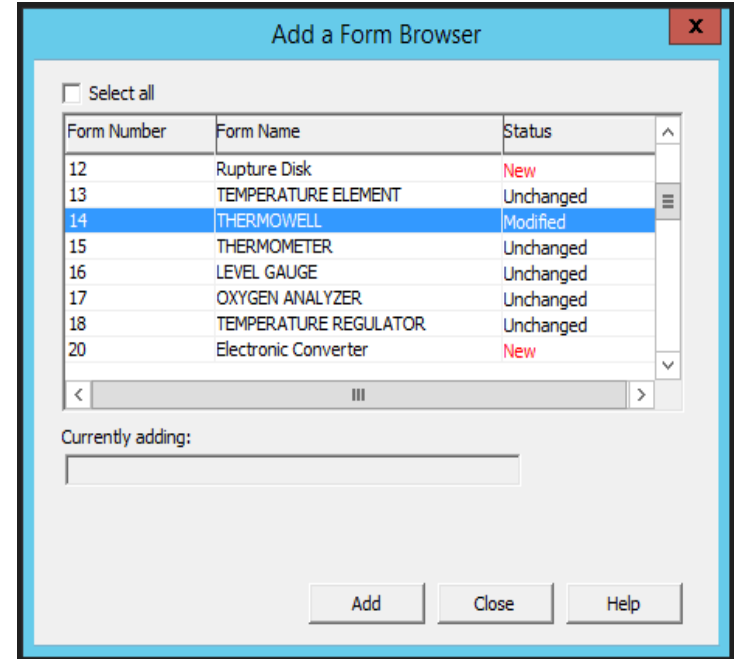 Add a Form Browser
x
Select all
Form Number Form Name Status
12 Rupture Disk New
13 TEMPERATURE ELEMENT Unchanged
14 THERMOWELL Modified
15 THERMOMETER Unchanged
16 LEVEL GAUGE Unchanged
17 OXYGEN ANALYZER Unchanged
18 TEMPERATURE REGULATOR Unchanged
20 Electronic Converter New
Currently adding:
Add Close Help